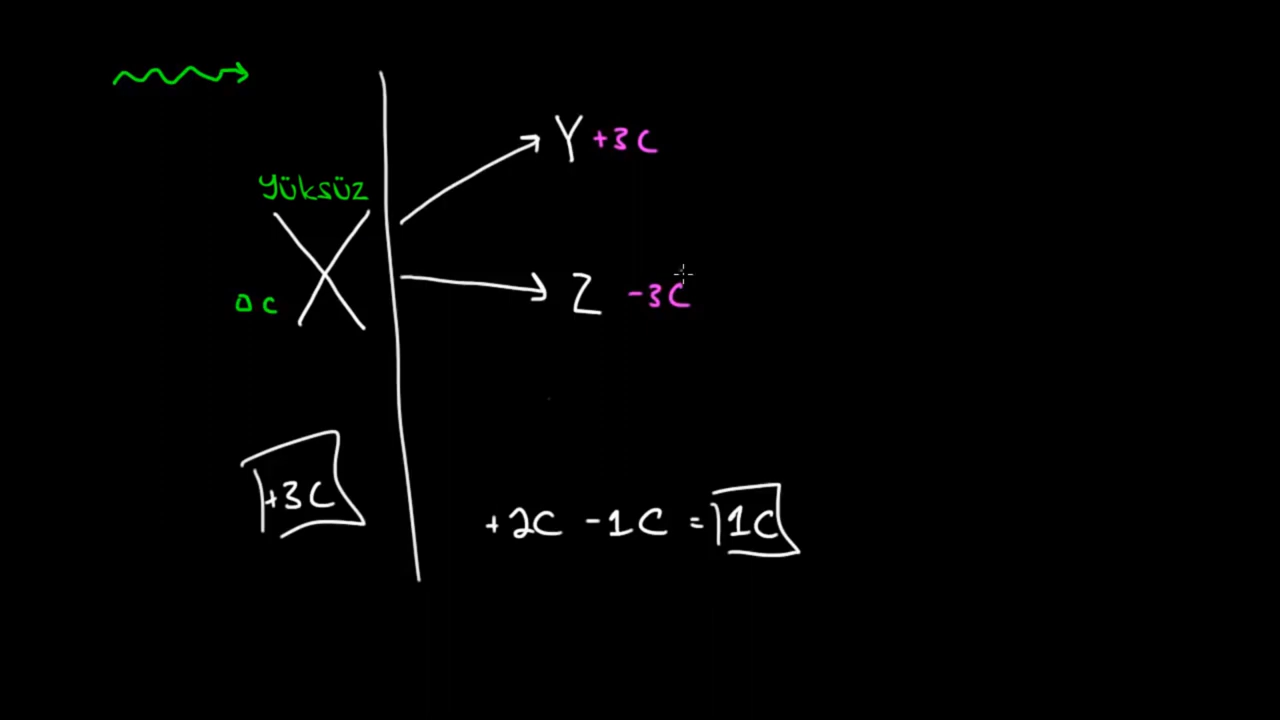 Y +3C
yüksüz
X
0C
Z -3C
+3C
+2C -1C = 1C